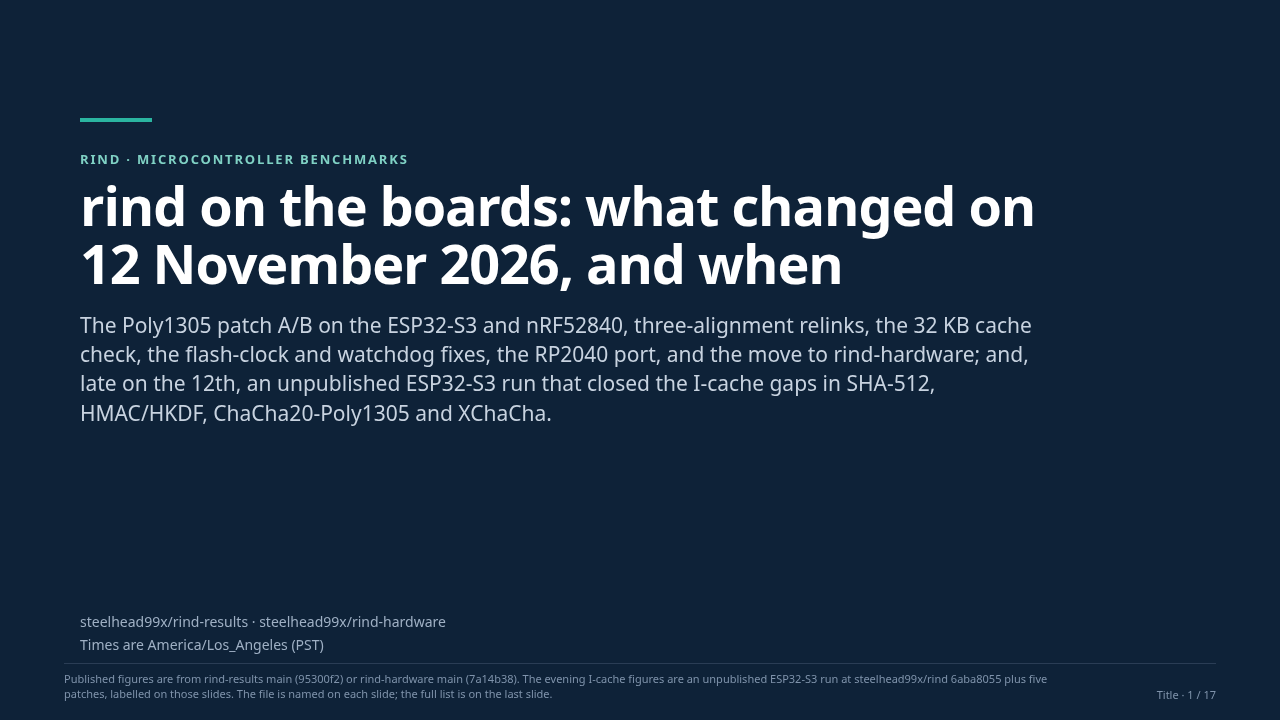 RIND · MICROCONTROLLER BENCHMARKS
rind on the boards: what changed on
12 November 2026, and when
The Poly1305 patch A/B on the ESP32-S3 and nRF52840, three-alignment relinks, the 32 KB cache
check, the flash-clock and watchdog fixes, the RP2040 port, and the move to rind-hardware; and,
late on the 12th, an unpublished ESP32-S3 run that closed the I-cache gaps in SHA-512,
HMAC/HKDF, ChaCha20-Poly1305 and XChaCha.
steelhead99x/rind-results · steelhead99x/rind-hardware
Times are America/Los_Angeles (PST)
Published figures are from rind-results main (95300f2) or rind-hardware main (7a14b38). The evening I-cache figures are an unpublished ESP32-S3 run at steelhead99x/rind 6aba8055 plus five
patches, labelled on those slides. The file is named on each slide; the full list is on the last slide.
Title · 1 / 17